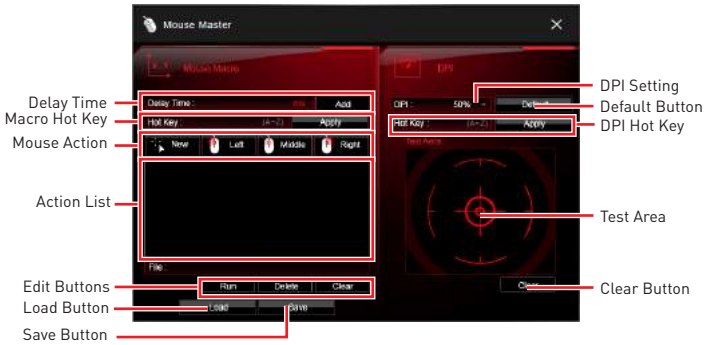 Mouse Master
X,Y
Mouse Macro
DPI
Delay Time :
ms
Add
Hot Key :
(A~Z)
Apply
New
Left
Middle
Right
File :
Run
Delete
Clear
Load
Save
DPI :
50%
Default
Hot Key :
(A~Z)
Apply
Test Area
Clear
Delay Time
Macro Hot Key
Mouse Action
Action List
Edit Buttons
Load Button
Save Button
DPI Setting
Default Button
DPI Hot Key
Test Area
Clear Button